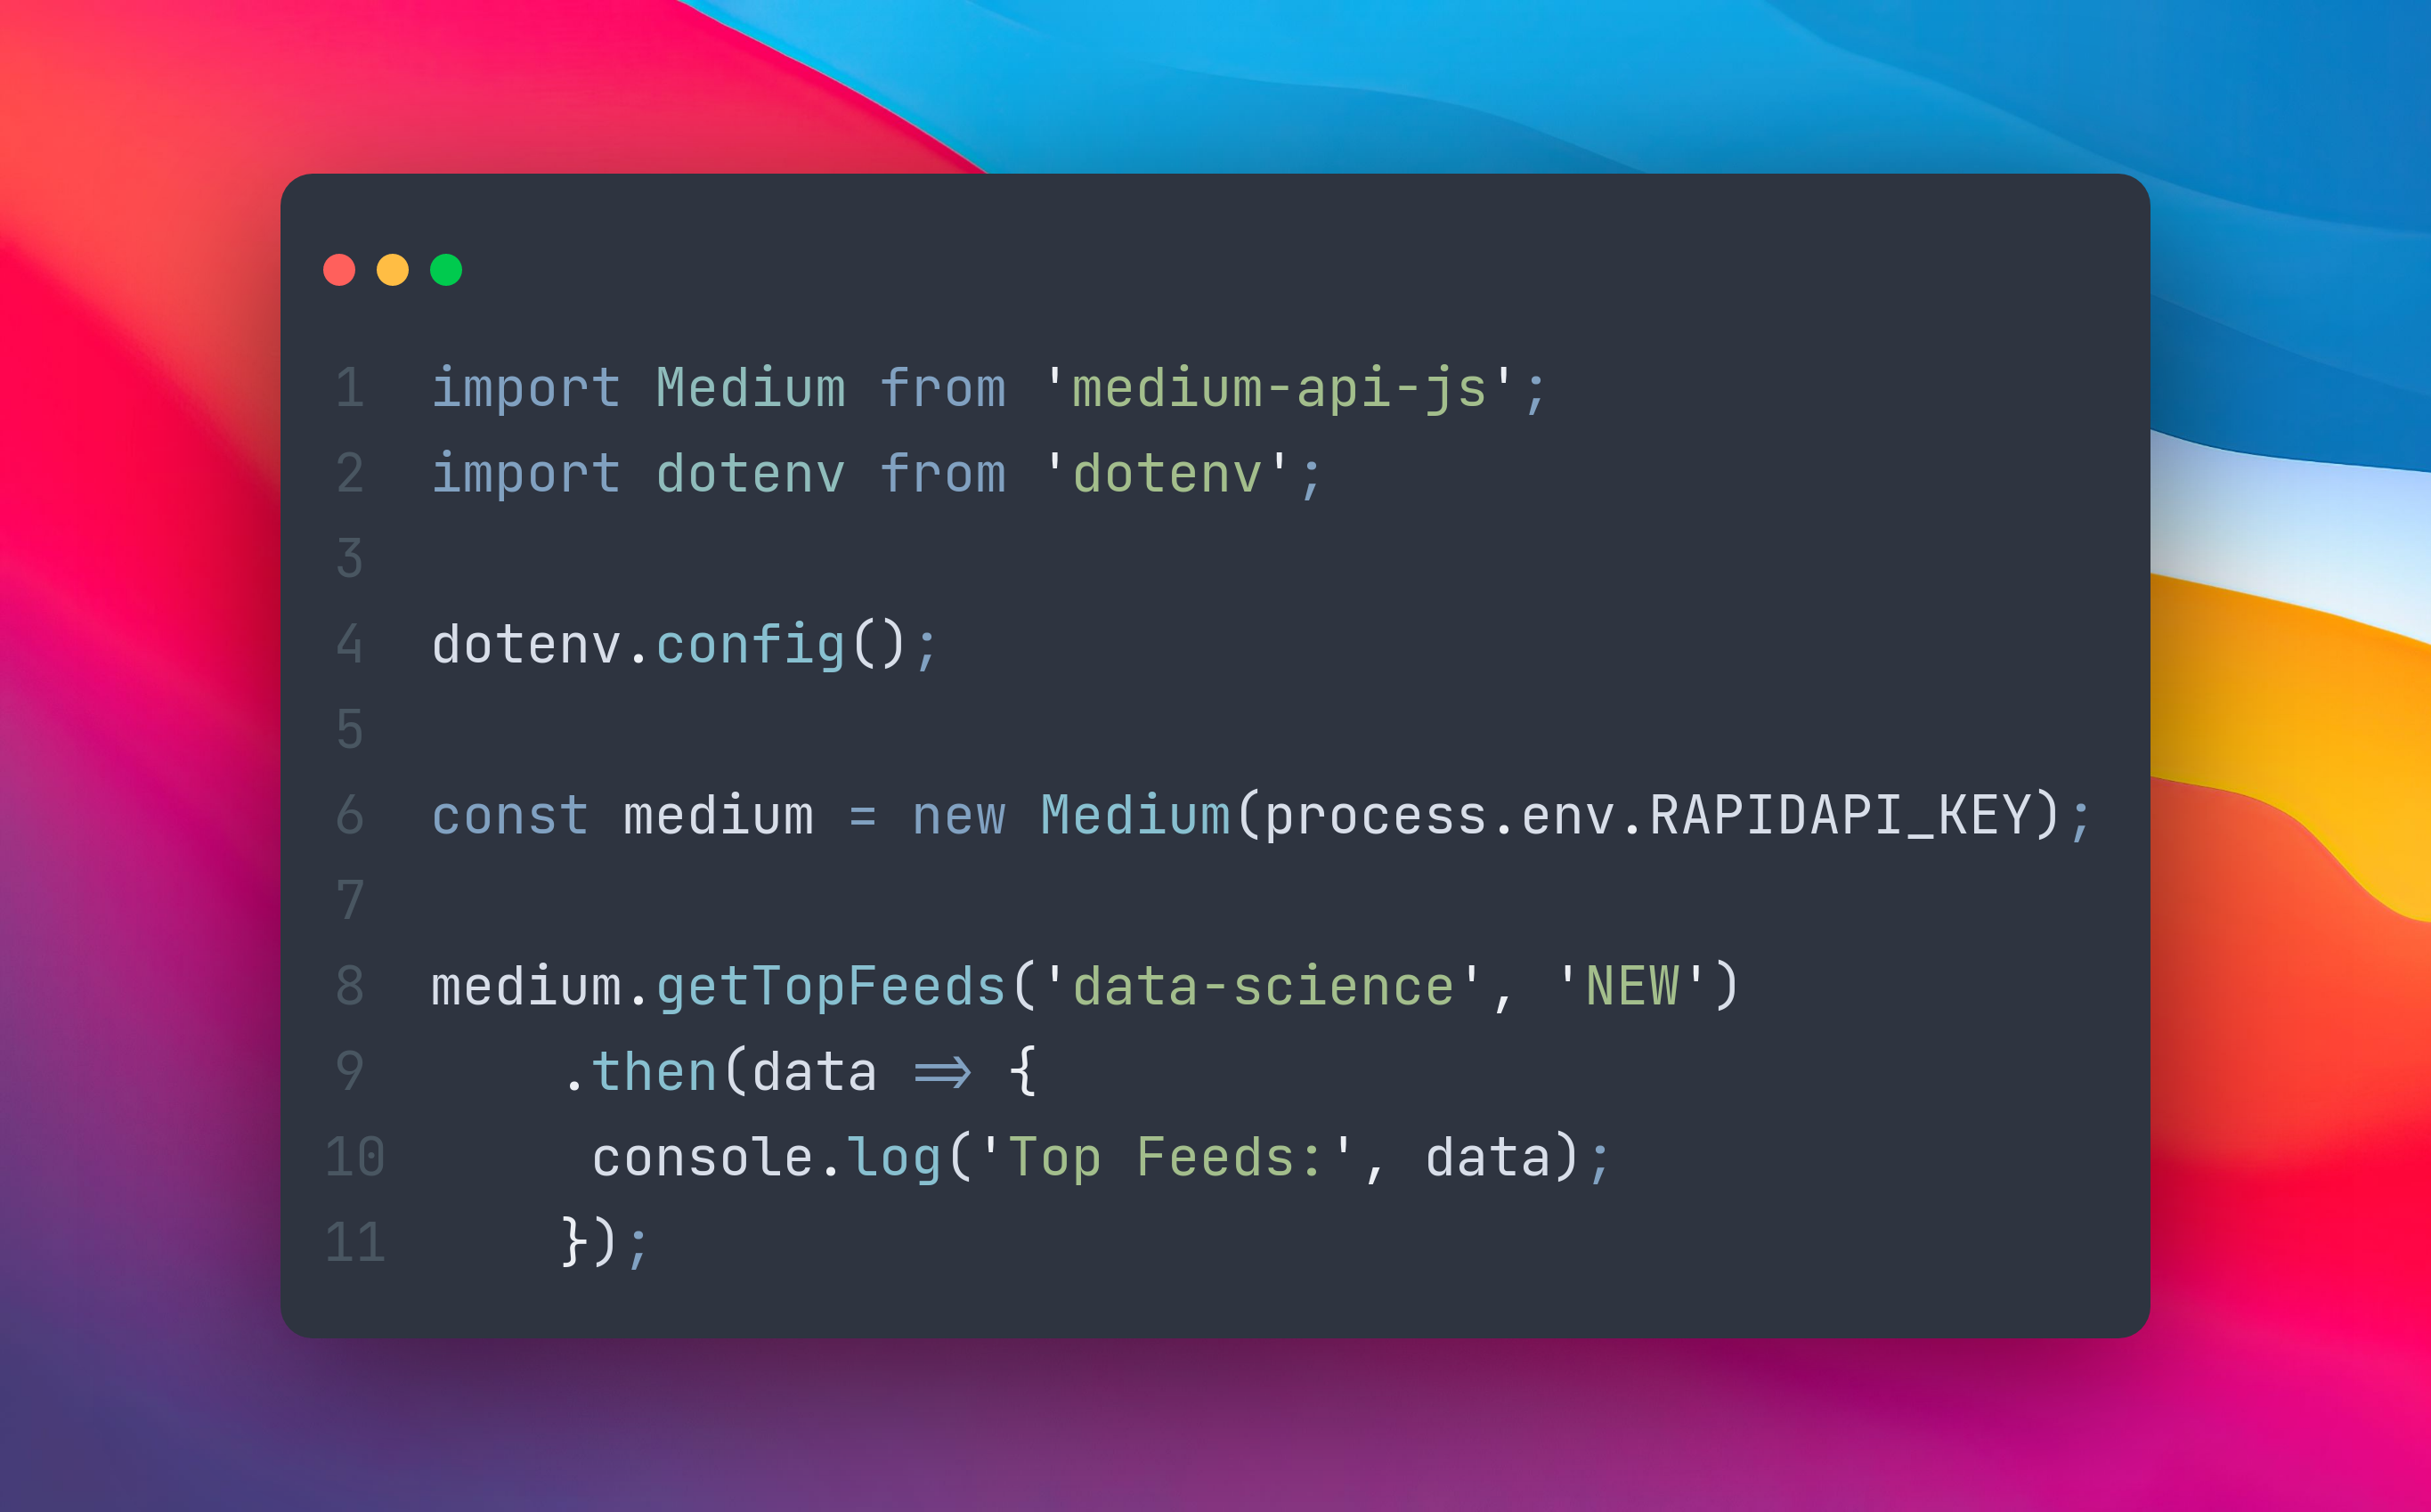 1 import Medium from 'medium-api-js';
2 import dotenv from 'dotenv';
3
4 dotenv.config();
5
6 const medium = new Medium(process.env.RAPIDAPI_KEY);
7
8 medium.getTopFeeds('data-science', 'NEW')
9     .then(data => {
10      console.log('Top Feeds:', data);
11     });